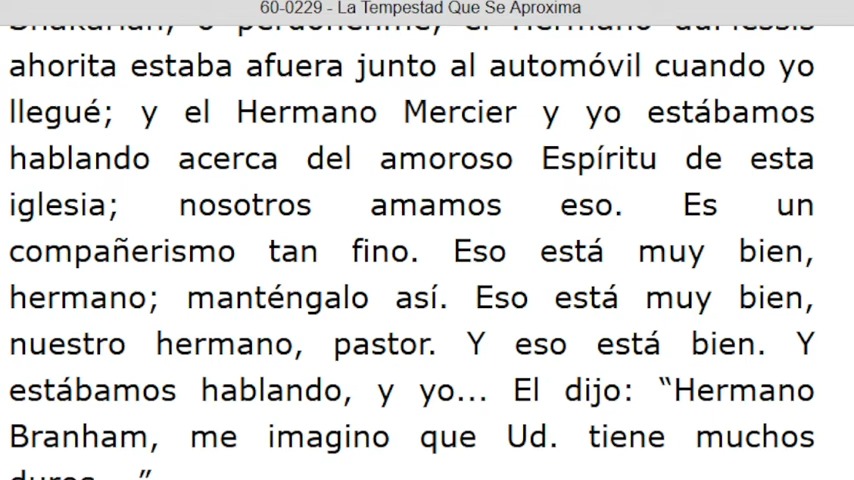 60-0229 - La Tempestad Que Se Aproxima
ahorita estaba afuera junto al automóvil cuando yo
llegué; y el Hermano Mercier y yo estábamos
hablando acerca del amoroso Espíritu de esta
iglesia; nosotros amamos eso. Es un
compañerismo tan fino. Eso está muy bien,
hermano; manténgalo así. Eso está muy bien,
nuestro hermano, pastor. Y eso está bien. Y
estábamos hablando, y yo... El dijo: “Hermano
Branham, me imagino que Ud. tiene muchos